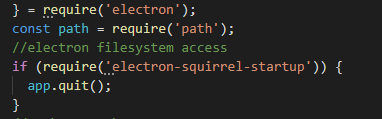 } = require('electron');
const path = require('path');
//electron filesystem access
if (require('electron-squirrel-startup')) {
  app.quit();
}